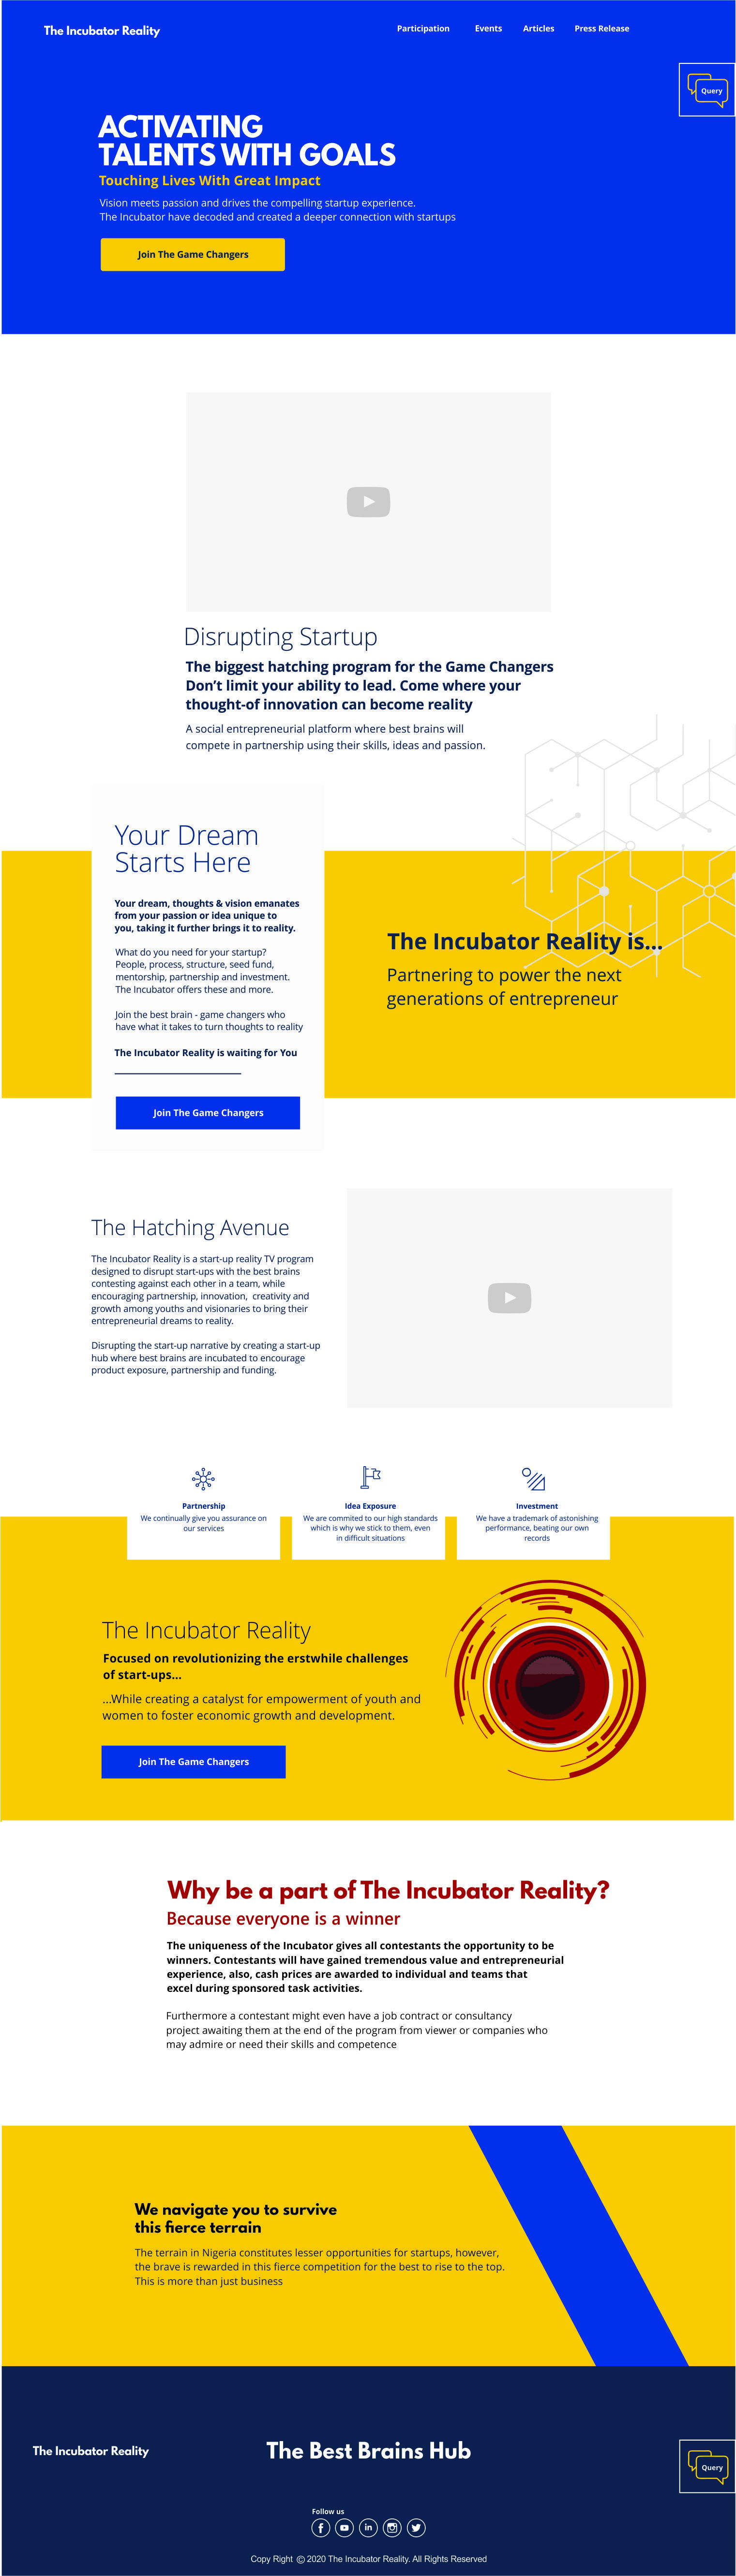 The Incubator Reality
Participation
Events
Articles
Press Release
Query
ACTIVATING
TALENTS WITH GOALS
Touching Lives With Great Impact
Vision meets passion and drives the compelling startup experience.
The Incubator have decoded and created a deeper connection with startups
Join The Game Changers
Disrupting Startup
The biggest hatching program for the Game Changers
Don’t limit your ability to lead. Come where your
thought-of innovation can become reality
A social entrepreneurial platform where best brains will
compete in partnership using their skills, ideas and passion.
Your Dream
Starts Here
Your dream, thoughts & vision emanates
from your passion or idea unique to
you, taking it further brings it to reality.
What do you need for your startup?
People, process, structure, seed fund,
mentorship, partnership and investment.
The Incubator offers these and more.
Join the best brain - game changers who
have what it takes to turn thoughts to reality
The Incubator Reality is waiting for You
Join The Game Changers
The Incubator Reality is...
Partnering to power the next
generations of entrepreneur
The Hatching Avenue
The Incubator Reality is a start-up reality TV program
designed to disrupt start-ups with the best brains
contesting against each other in a team, while
encouraging partnership, innovation, creativity and
growth among youths and visionaries to bring their
entrepreneurial dreams to reality.
Disrupting the start-up narrative by creating a start-up
hub where best brains are incubated to encourage
product exposure, partnership and funding.
Partnership
We continually give you assurance on
our services
Idea Exposure
We are commited to our high standards
which is why we stick to them, even
in difficult situations
Investment
We have a trademark of astonishing
performance, beating our own
records
The Incubator Reality
Focused on revolutionizing the erstwhile challenges
of start-ups...
...While creating a catalyst for empowerment of youth and
women to foster economic growth and development.
Join The Game Changers
Why be a part of The Incubator Reality?
Because everyone is a winner
The uniqueness of the Incubator gives all contestants the opportunity to be
winners. Contestants will have gained tremendous value and entrepreneurial
experience, also, cash prices are awarded to individual and teams that
excel during sponsored task activities.
Furthermore a contestant might even have a job contract or consultancy
project awaiting them at the end of the program from viewer or companies who
may admire or need their skills and competence
We navigate you to survive
this fierce terrain
The terrain in Nigeria constitutes lesser opportunities for startups, however,
the brave is rewarded in this fierce competition for the best to rise to the top.
This is more than just business
The Incubator Reality
The Best Brains Hub
Query
Follow us
Copy Right © 2020 The Incubator Reality. All Rights Reserved